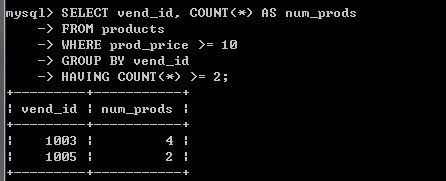 mysql> SELECT vend_id, COUNT(*) AS num_prods
    -> FROM products
    -> WHERE prod_price >= 10
    -> GROUP BY vend_id
    -> HAVING COUNT(*) >= 2;
+---------+-----------+
| vend_id | num_prods |
+---------+-----------+
|    1003 |         4 |
|    1005 |         2 |
+---------+-----------+